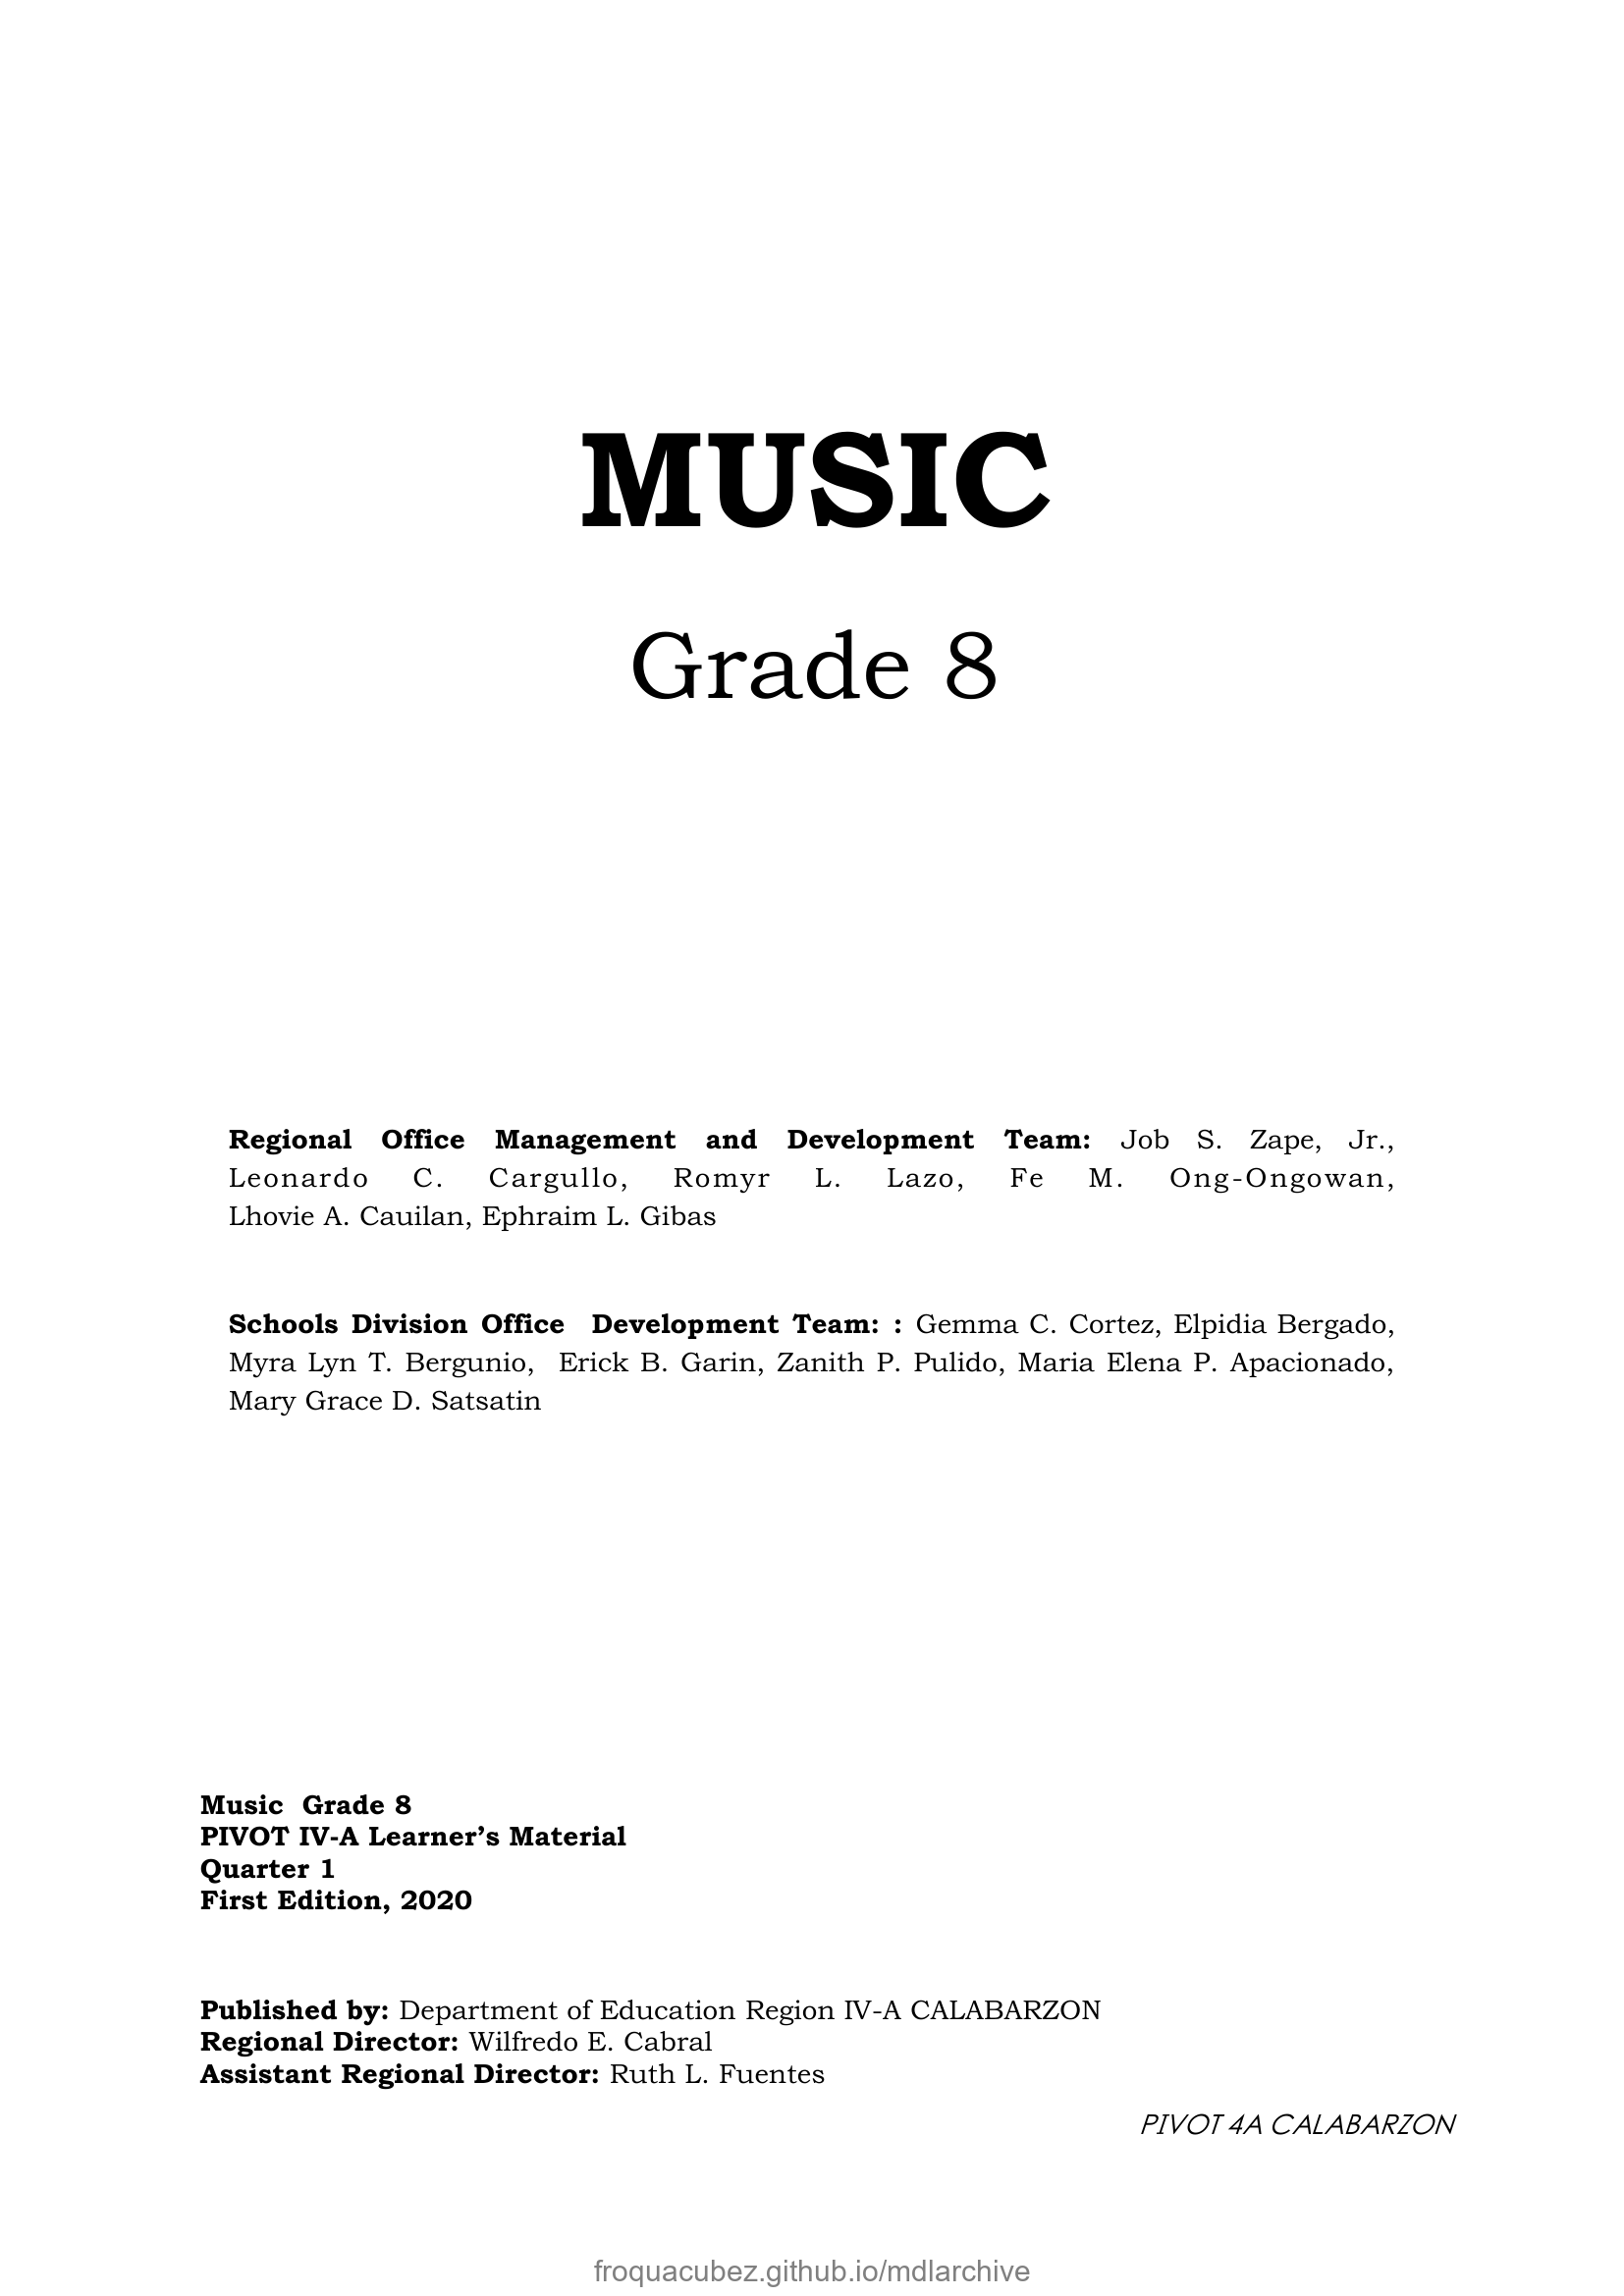 MUSIC
Grade 8
Regional Office Management and Development Team: Job S. Zape, Jr.,
Leonardo C. Cargullo, Romyr L. Lazo, Fe M. Ong-Ongowan,
Lhovie A. Cauilan, Ephraim L. Gibas
Schools Division Office Development Team: : Gemma C. Cortez, Elpidia Bergado,
Myra Lyn T. Bergunio, Erick B. Garin, Zanith P. Pulido, Maria Elena P. Apacionado,
Mary Grace D. Satsatin
Music Grade 8
PIVOT IV-A Learner’s Material
Quarter 1
First Edition, 2020
Published by: Department of Education Region IV-A CALABARZON
Regional Director: Wilfredo E. Cabral
Assistant Regional Director: Ruth L. Fuentes
PIVOT 4A CALABARZON
froquacubez.github.io/mdlarchive